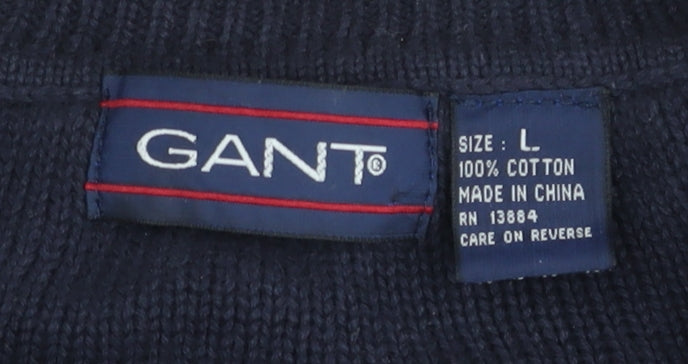 GANT®
SIZE : L
100% COTTON
MADE IN CHINA
RN 13884
CARE ON REVERSE